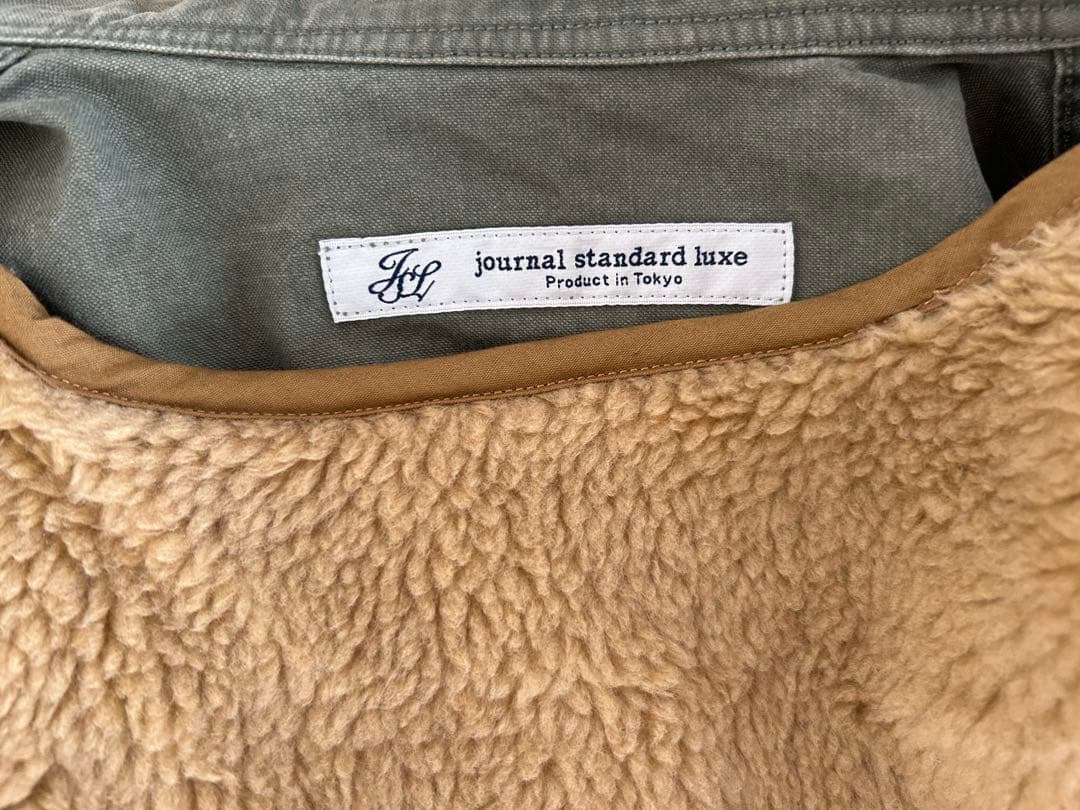 JSL
journal standard luxe
Product in Tokyo